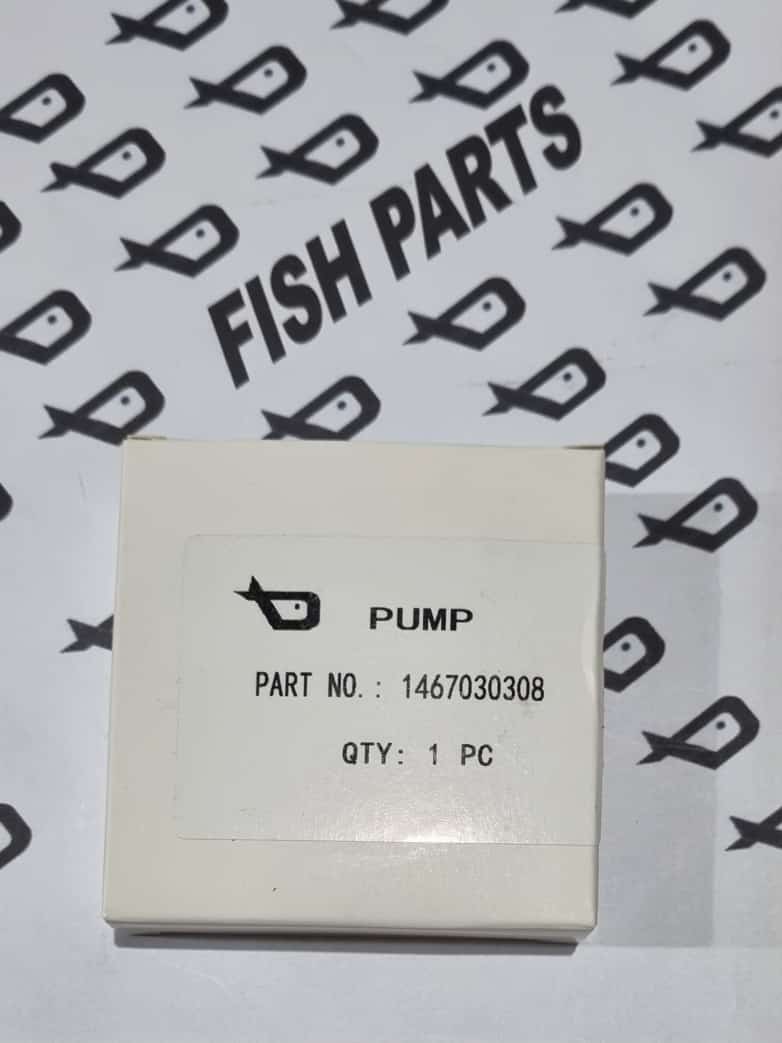 FISH PARTS
PUMP
PART NO.: 1467030308
QTY: 1 PC